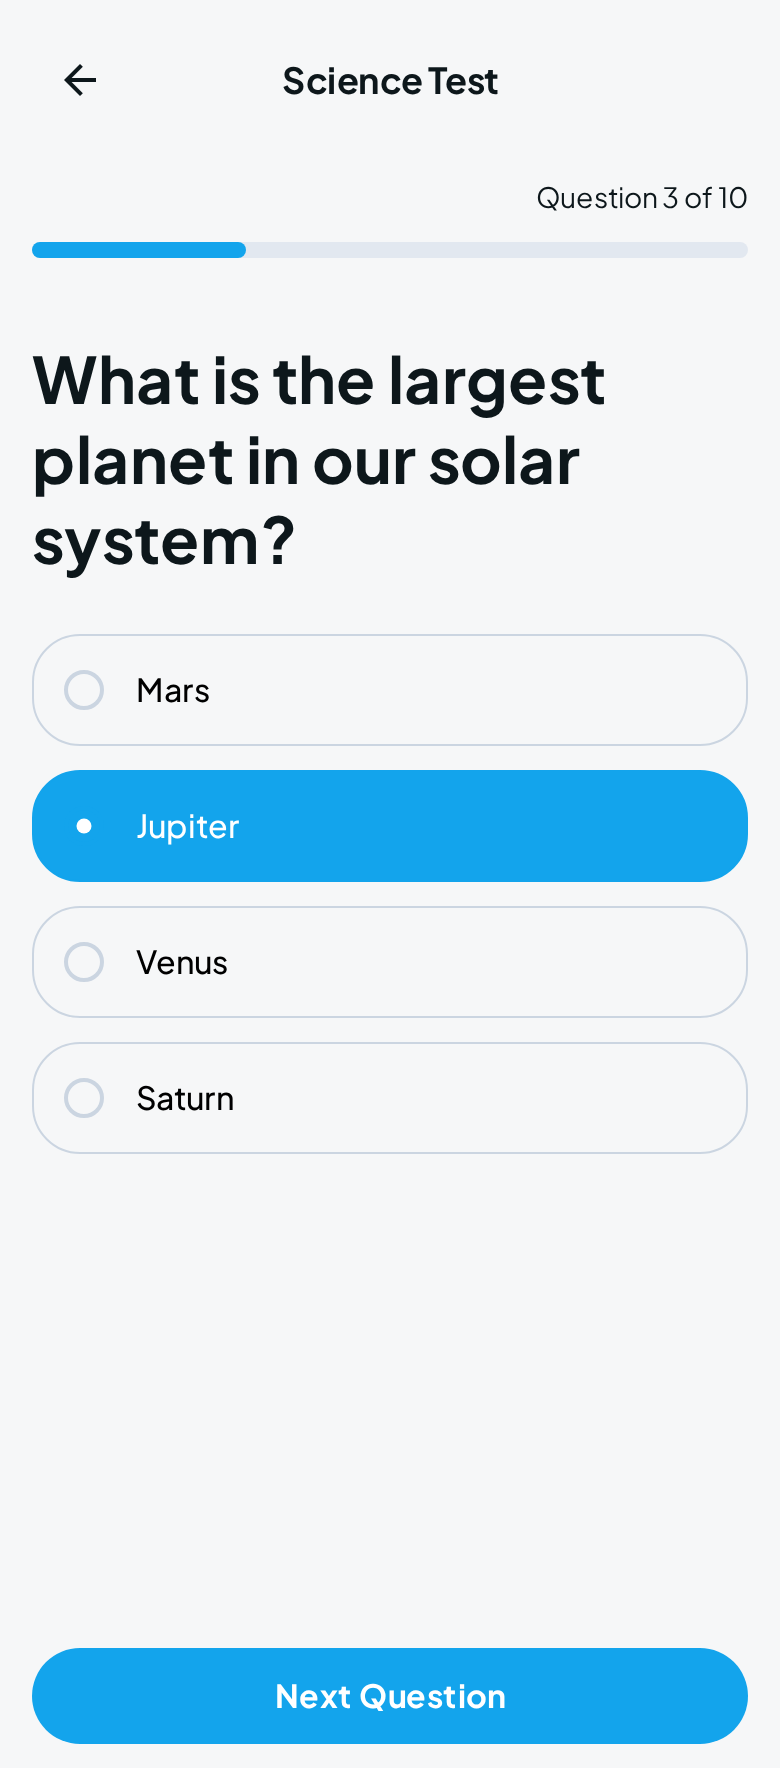 Science Test
Question 3 of 10
What is the largest
planet in our solar
system?
Mars
Jupiter
Venus
Saturn
Next Question